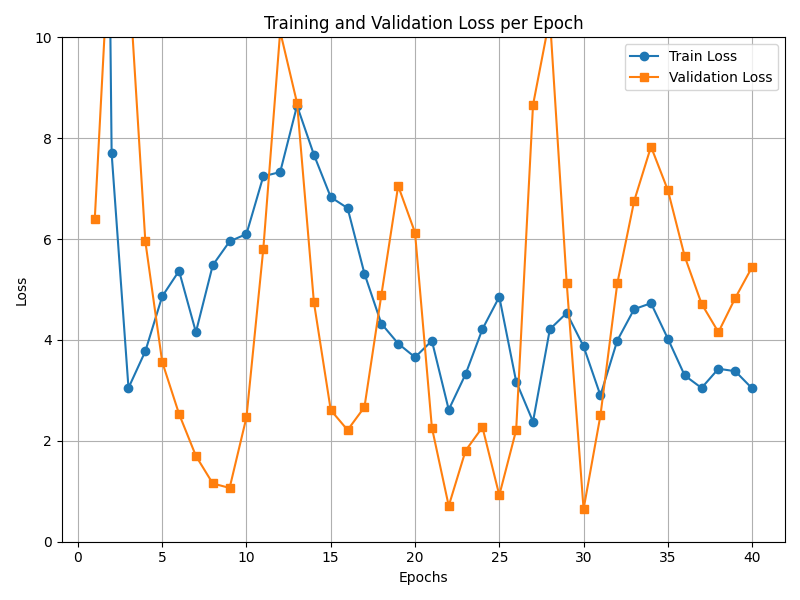 Training and Validation Loss per Epoch
Train Loss
Validation Loss
10
8
6
4
2
0
Loss
0 5 10 15 20 25 30 35 40
Epochs